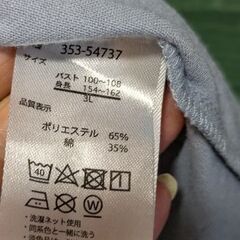 353-54737
サイズ
バスト 100～108
身長 154～162
3L
品質表示
ポリエステル 65%
綿 35%
40
W
・洗濯ネット使用
・同系色と一緒に洗う